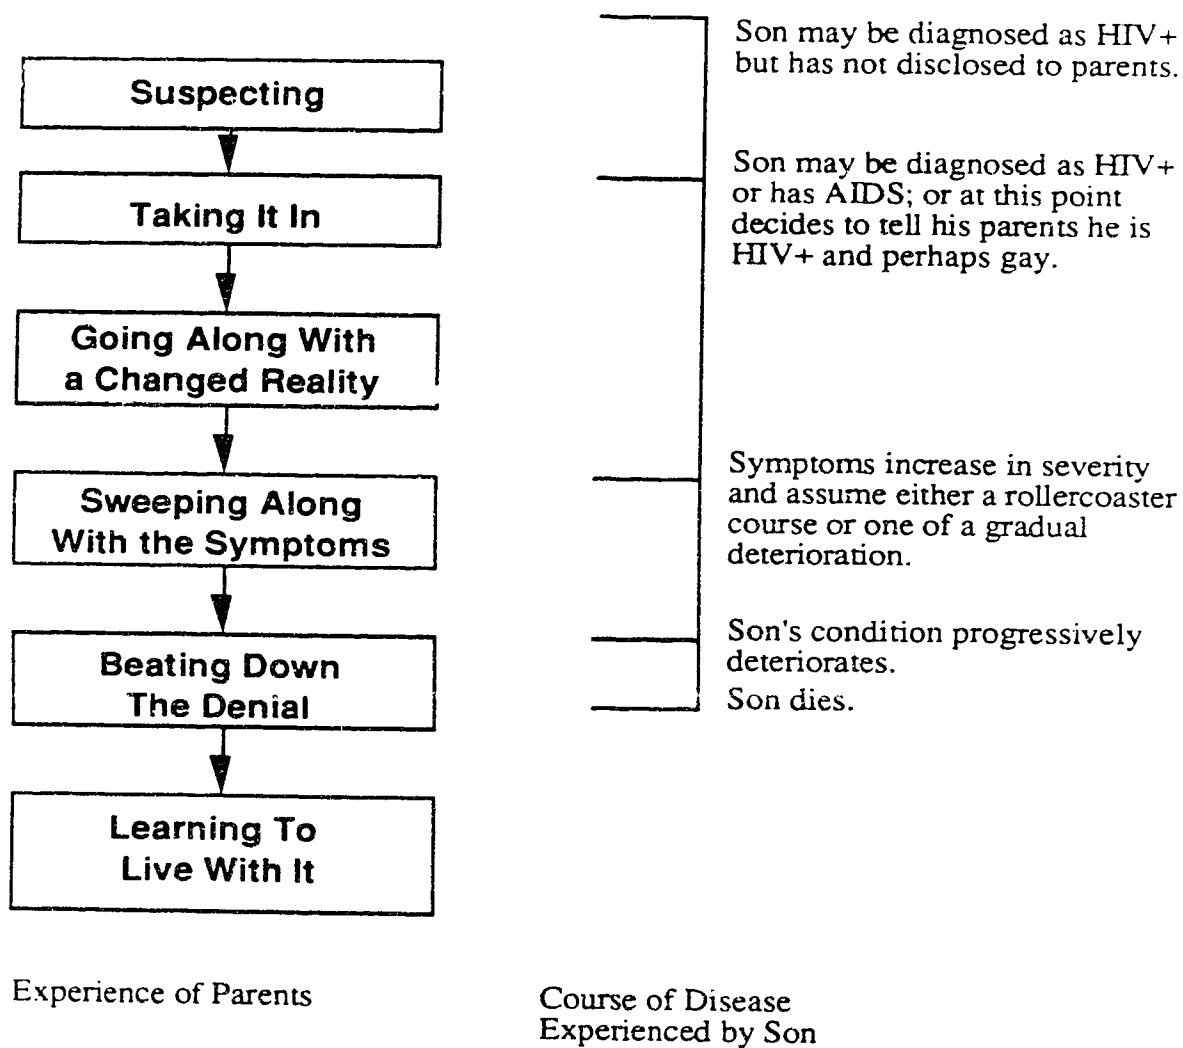 Suspecting
Taking It In
Going Along With
a Changed Reality
Sweeping Along
With the Symptoms
Beating Down
The Denial
Learning To
Live With It
Experience of Parents
Son may be diagnosed as HIV+
but has not disclosed to parents.
Son may be diagnosed as HIV+
or has AIDS; or at this point
decides to tell his parents he is
HIV+ and perhaps gay.
Symptoms increase in severity
and assume either a rollercoaster
course or one of a gradual
deterioration.
Son's condition progressively
deteriorates.
Son dies.
Course of Disease
Experienced by Son